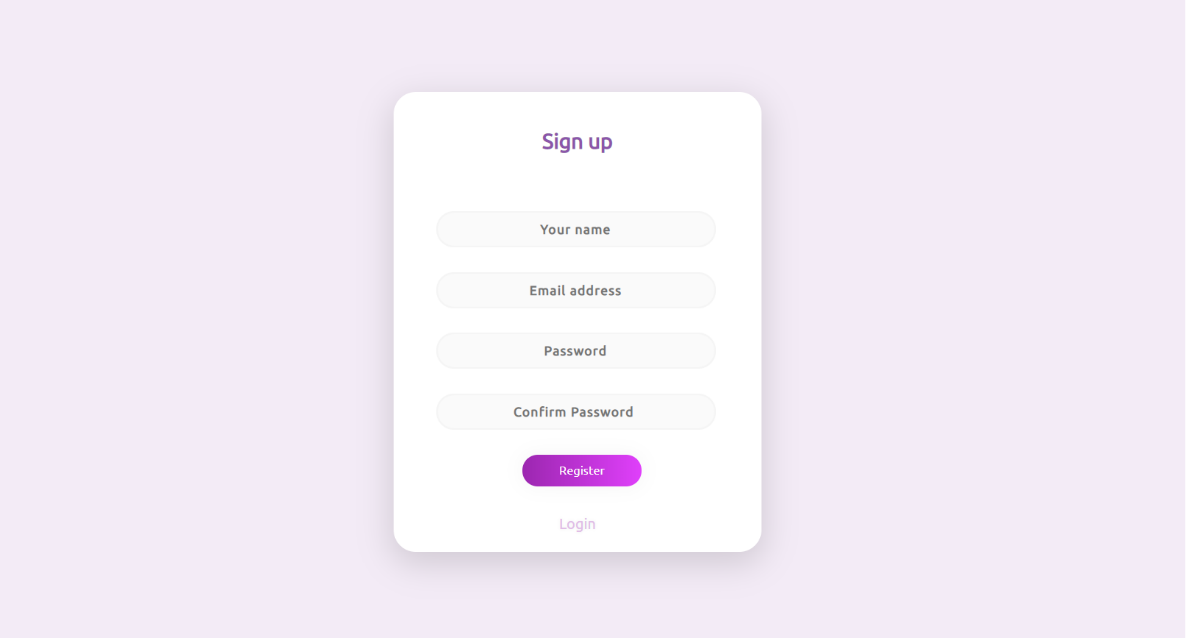 Sign up
Your name
Email address
Password
Confirm Password
Register
Login